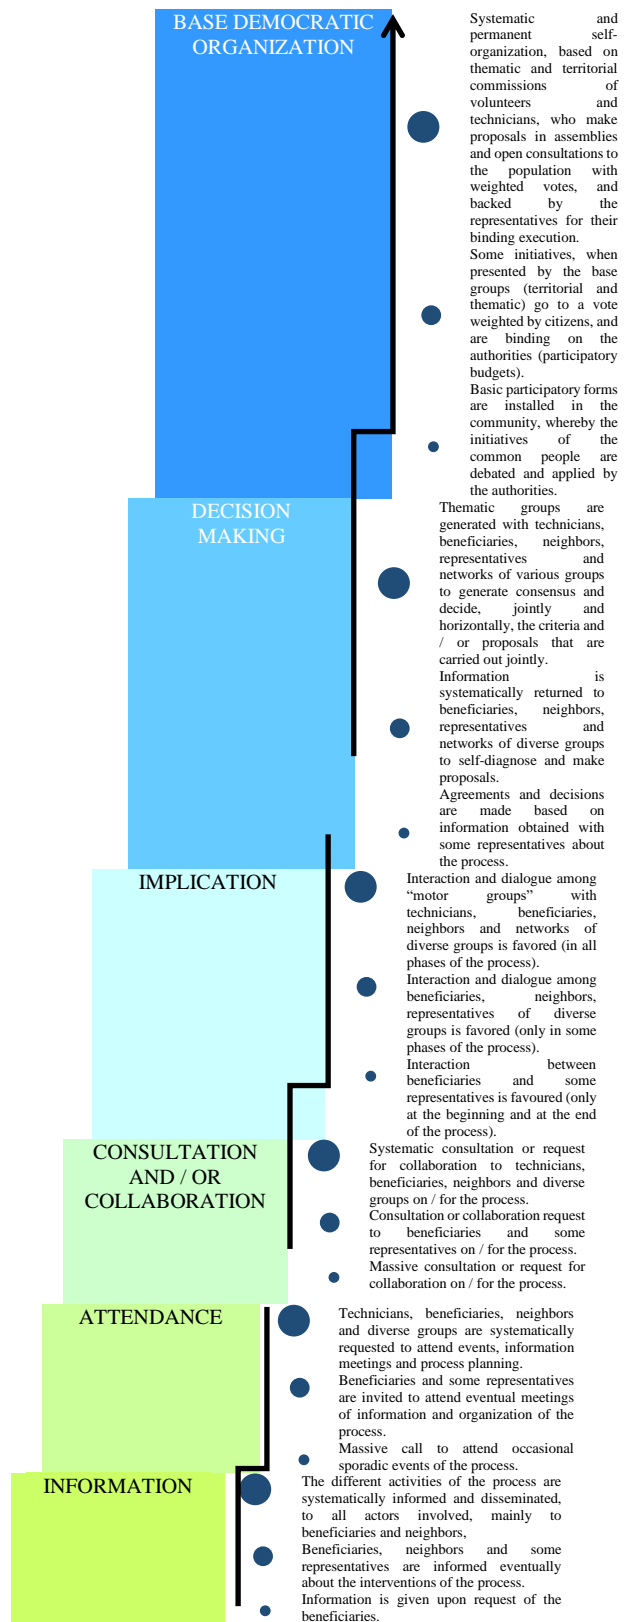 BASE DEMOCRATIC
ORGANIZATION
Systematic and
permanent self-
organization, based on
thematic and territorial
commissions of
volunteers and
technicians, who make
proposals in assemblies
and open consultations to
the population with
weighted votes, and
backed by the
representatives for their
binding execution.
Some initiatives, when
presented by the base
groups (territorial and
thematic) go to a vote
weighted by citizens, and
are binding on the
authorities (participatory
budgets).
Basic participatory forms
are installed in the
community, whereby the
initiatives of the
common people are
debated and applied by
the authorities.
DECISION
MAKING
Thematic groups are
generated with technicians,
beneficiaries, neighbors,
representatives and
networks of various groups
to generate consensus and
decide, jointly and
horizontally, the criteria and
/ or proposals that are
carried out jointly.
Information is
systematically returned to
beneficiaries, neighbors,
representatives and
networks of diverse groups
to self-diagnose and make
proposals.
Agreements and decisions
are made based on
information obtained with
some representatives about
the process.
IMPLICATION
Interaction and dialogue among
“motor groups” with
technicians, beneficiaries,
neighbors and networks of
diverse groups is favored (in all
phases of the process).
Interaction and dialogue among
beneficiaries, neighbors,
representatives of diverse
groups is favored (only in some
phases of the process).
Interaction between
beneficiaries and some
representatives is favoured (only
at the beginning and at the end
of the process).
CONSULTATION
AND / OR
COLLABORATION
Systematic consultation or request
for collaboration to technicians,
beneficiaries, neighbors and diverse
groups on / for the process.
Consultation or collaboration request
to beneficiaries and some
representatives on / for the process.
Massive consultation or request for
collaboration on / for the process.
ATTENDANCE
Technicians, beneficiaries, neighbors
and diverse groups are systematically
requested to attend events, information
meetings and process planning.
Beneficiaries and some representatives
are invited to attend eventual meetings
of information and organization of the
process.
Massive call to attend occasional
sporadic events of the process.
INFORMATION
The different activities of the process are
systematically informed and disseminated,
to all actors involved, mainly to
beneficiaries and neighbors,
Beneficiaries, neighbors and some
representatives are informed eventually
about the interventions of the process.
Information is given upon request of the
beneficiaries.